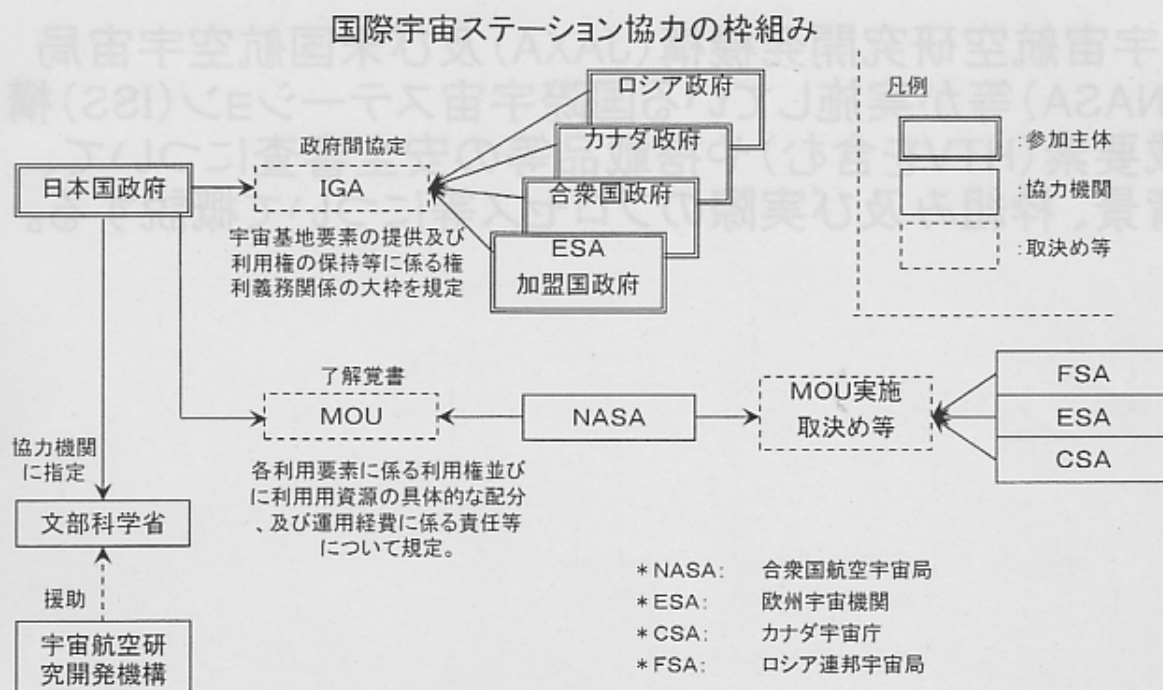 国際宇宙ステーション協力の枠組み
ロシア政府
カナダ政府
合衆国政府
ESA
加盟国政府
政府間協定
IGA
日本国政府
宇宙基地要素の提供及び
利用権の保持等に係る権
利義務関係の大枠を規定
凡例
:参加主体
:協力機関
:取決め等
了解覚書
MOU
NASA
MOU実施
取決め等
FSA
ESA
CSA
各利用要素に係る利用権並び
に利用用資源の具体的な配分
、及び運用経費に係る責任等
について規定。
協力機関
に指定
文部科学省
援助
宇宙航空研
究開発機構
*NASA: 合衆国航空宇宙局
*ESA: 欧州宇宙機関
*CSA: カナダ宇宙庁
*FSA: ロシア連邦宇宙局